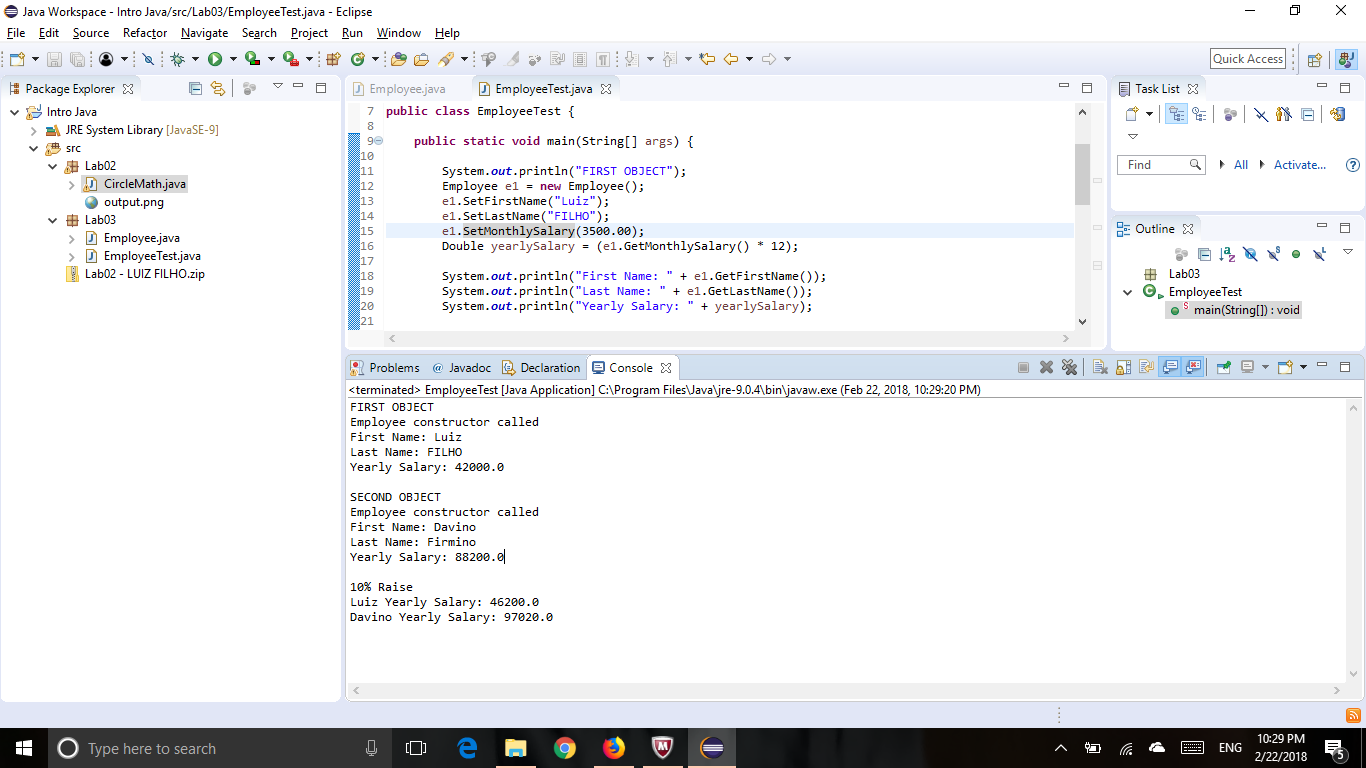 Java Workspace - Intro Java/src/Lab03/EmployeeTest.java - Eclipse
File Edit Source Refactor Navigate Search Project Run Window Help
Quick Access
Package Explorer
Intro Java
JRE System Library [JavaSE-9]
src
Lab02
CircleMath.java
output.png
Lab03
Employee.java
EmployeeTest.java
Lab02 - LUIZ FILHO.zip
Employee.java EmployeeTest.java
7 public class EmployeeTest {
8
9 public static void main(String[] args) {
10
11 System.out.println("FIRST OBJECT");
12 Employee e1 = new Employee();
13 e1.SetFirstName("Luiz");
14 e1.SetLastName("FILHO");
15 e1.SetMonthlySalary(3500.00);
16 Double yearlySalary = (e1.GetMonthlySalary() * 12);
17
18 System.out.println("First Name: " + e1.GetFirstName());
19 System.out.println("Last Name: " + e1.GetLastName());
20 System.out.println("Yearly Salary: " + yearlySalary);
21
Task List
Find All Activate...
Outline
Lab03
EmployeeTest
main(String[]) : void
Problems @ Javadoc Declaration Console
<terminated> EmployeeTest [Java Application] C:\Program Files\Java\jre-9.0.4\bin\javaw.exe (Feb 22, 2018, 10:29:20 PM)
FIRST OBJECT
Employee constructor called
First Name: Luiz
Last Name: FILHO
Yearly Salary: 42000.0
SECOND OBJECT
Employee constructor called
First Name: Davino
Last Name: Firmino
Yearly Salary: 88200.0
10% Raise
Luiz Yearly Salary: 46200.0
Davino Yearly Salary: 97020.0
Type here to search
ENG
10:29 PM
2/22/2018
5